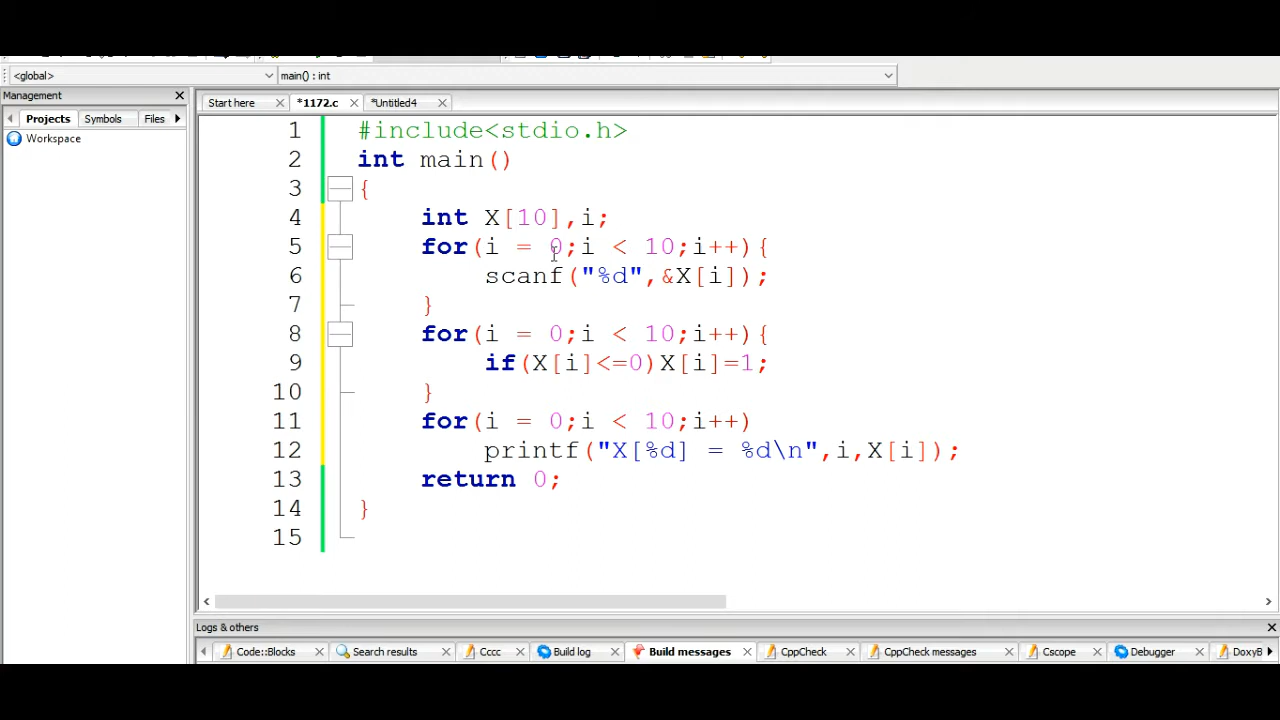 <global> main() : int
Management
Start here *1172.c *Untitled4
Projects Symbols Files
Workspace
1 #include<stdio.h>
2 int main()
3 {
4 int X[10],i;
5 for(i = 0;i < 10;i++){
6 scanf("%d",&X[i]);
7 }
8 for(i = 0;i < 10;i++){
9 if(X[i]<=0)X[i]=1;
10 }
11 for(i = 0;i < 10;i++)
12 printf("X[%d] = %d\n",i,X[i]);
13 return 0;
14 }
15
Logs & others
Code::Blocks Search results Cccc Build log Build messages CppCheck CppCheck messages Cscope Debugger DoxyB